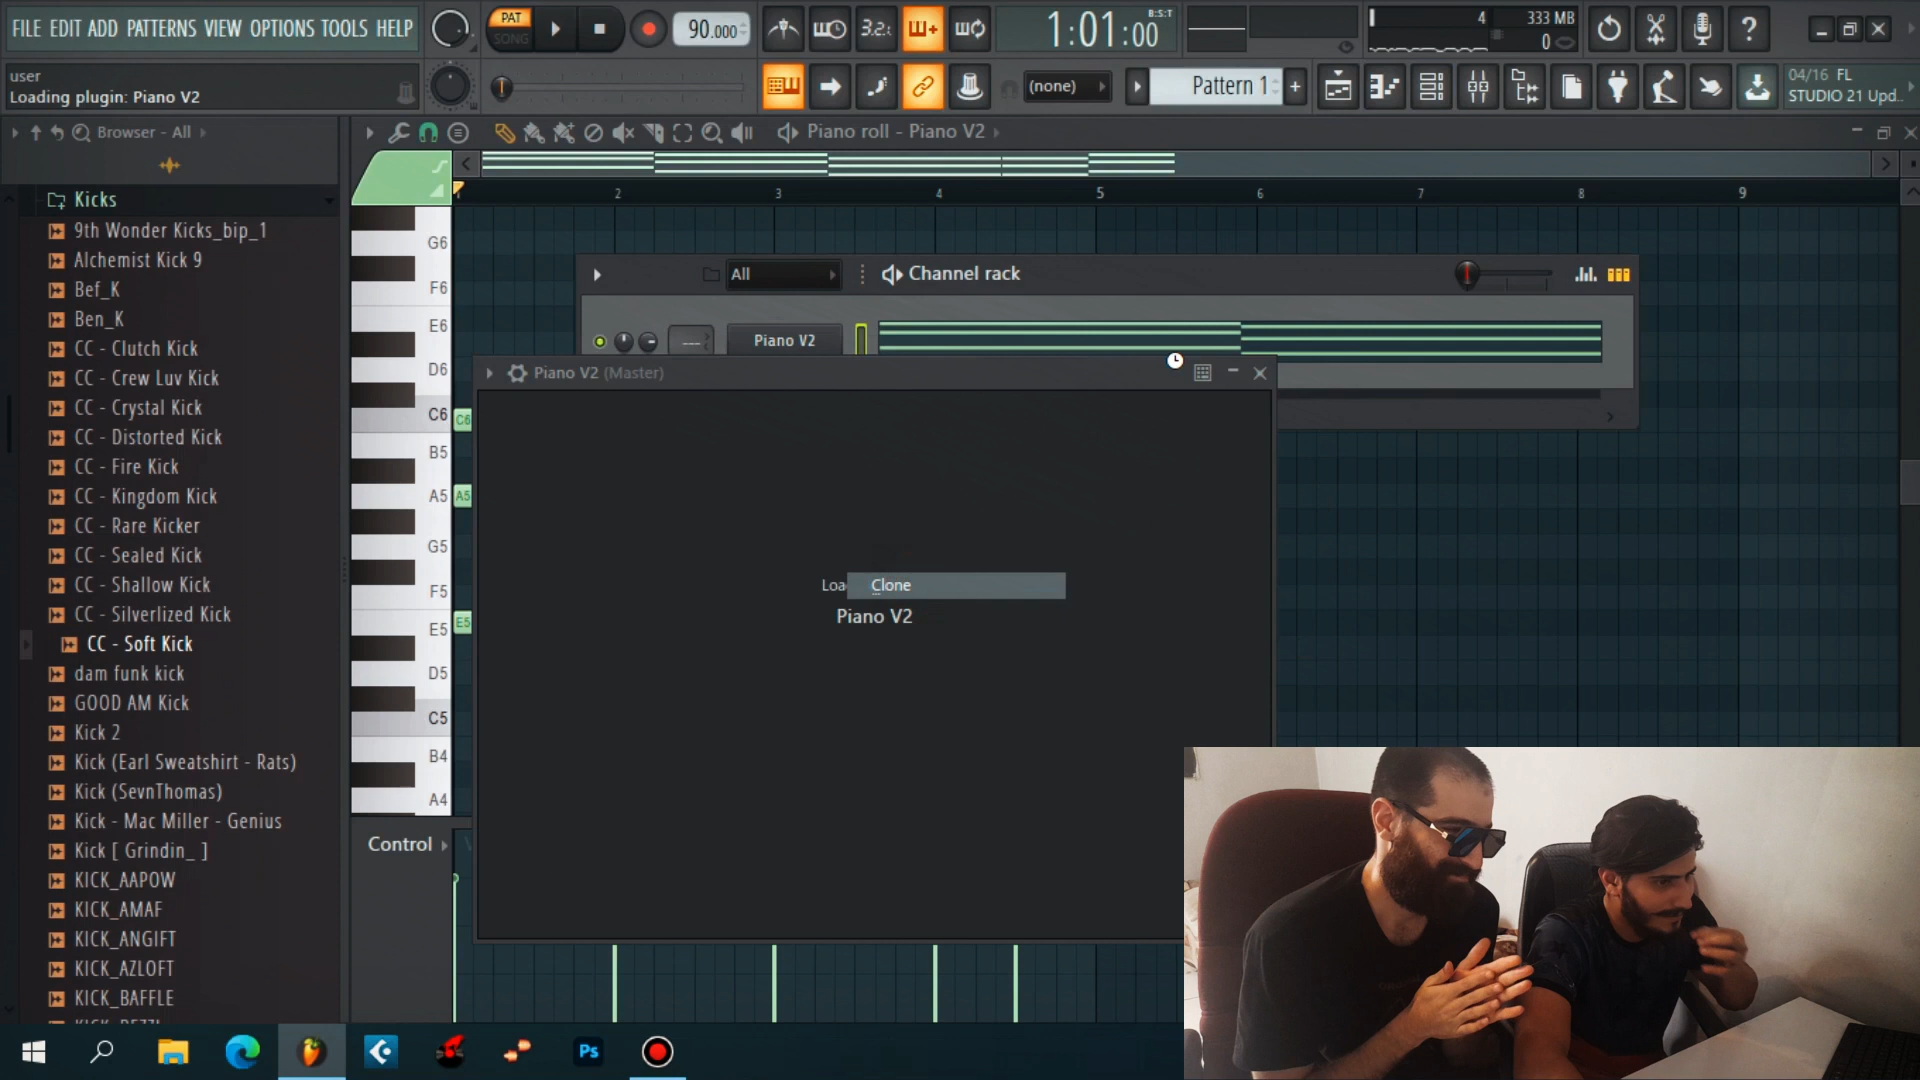 FILE EDIT ADD PATTERNS VIEW OPTIONS TOOLS HELP
PAT
SONG
90.000
3.2
1:01:00
B:S:T
4
333 MB
0
user
Loading plugin: Piano V2
(none)
Pattern 1
04/16 FL
STUDIO 21 Upd..
Browser - All
Piano roll - Piano V2
Kicks
9th Wonder Kicks_bip_1
Alchemist Kick 9
Bef_K
Ben_K
CC - Clutch Kick
CC - Crew Luv Kick
CC - Crystal Kick
CC - Distorted Kick
CC - Fire Kick
CC - Kingdom Kick
CC - Rare Kicker
CC - Sealed Kick
CC - Shallow Kick
CC - Silverlized Kick
CC - Soft Kick
dam funk kick
GOOD AM Kick
Kick 2
Kick (Earl Sweatshirt - Rats)
Kick (SevnThomas)
Kick - Mac Miller - Genius
Kick [ Grindin_ ]
KICK_AAPOW
KICK_AMAF
KICK_ANGIFT
KICK_AZLOFT
KICK_BAFFLE
2 3 4 5 6 7 8 9
G6
F6
E6
D6
C6
B5
A5
G5
F5
E5
D5
C5
B4
A4
C6
A5
E5
All
Channel rack
---
Piano V2
Piano V2 (Master)
Loa
Clone
Piano V2
Control
Ps